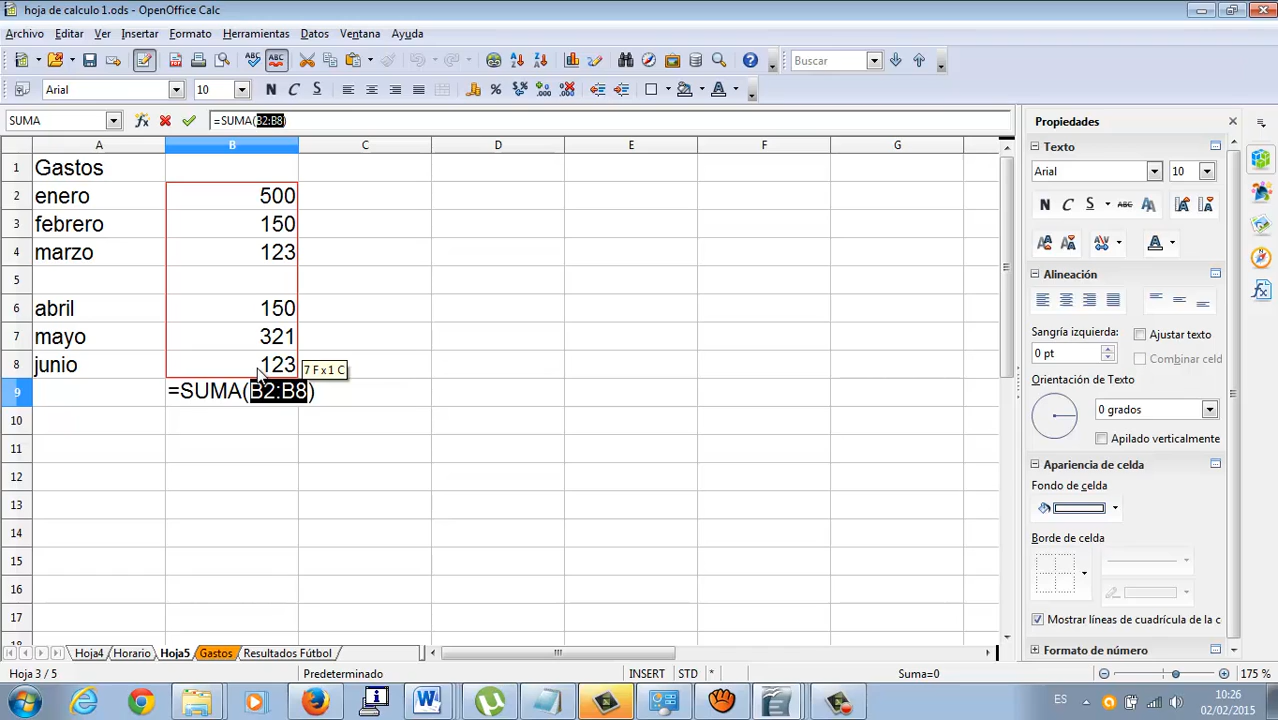 hoja de calculo 1.ods - OpenOffice Calc
Archivo Editar Ver Insertar Formato Herramientas Datos Ventana Ayuda
Buscar
Arial 10 N C S
SUMA =SUMA(B2:B8)
A B C D E F G
1 Gastos
2 enero 500
3 febrero 150
4 marzo 123
5
6 abril 150
7 mayo 321
8 junio 123
7 F x 1 C
9 =SUMA(B2:B8)
10
11
12
13
14
15
16
17
18
Propiedades
Texto
Arial 10
N C S ABC
Alineación
Sangría izquierda: Ajustar texto
0 pt Combinar celd
Orientación de Texto
0 grados
Apilado verticalmente
Apariencia de celda
Fondo de celda
Borde de celda
Mostrar líneas de cuadrícula de la c
Formato de número
Hoja4 Horario Hoja5 Gastos Resultados Fútbol
Hoja 3 / 5 Predeterminado INSERT STD * Suma=0 175 %
ES 10:26
02/02/2015